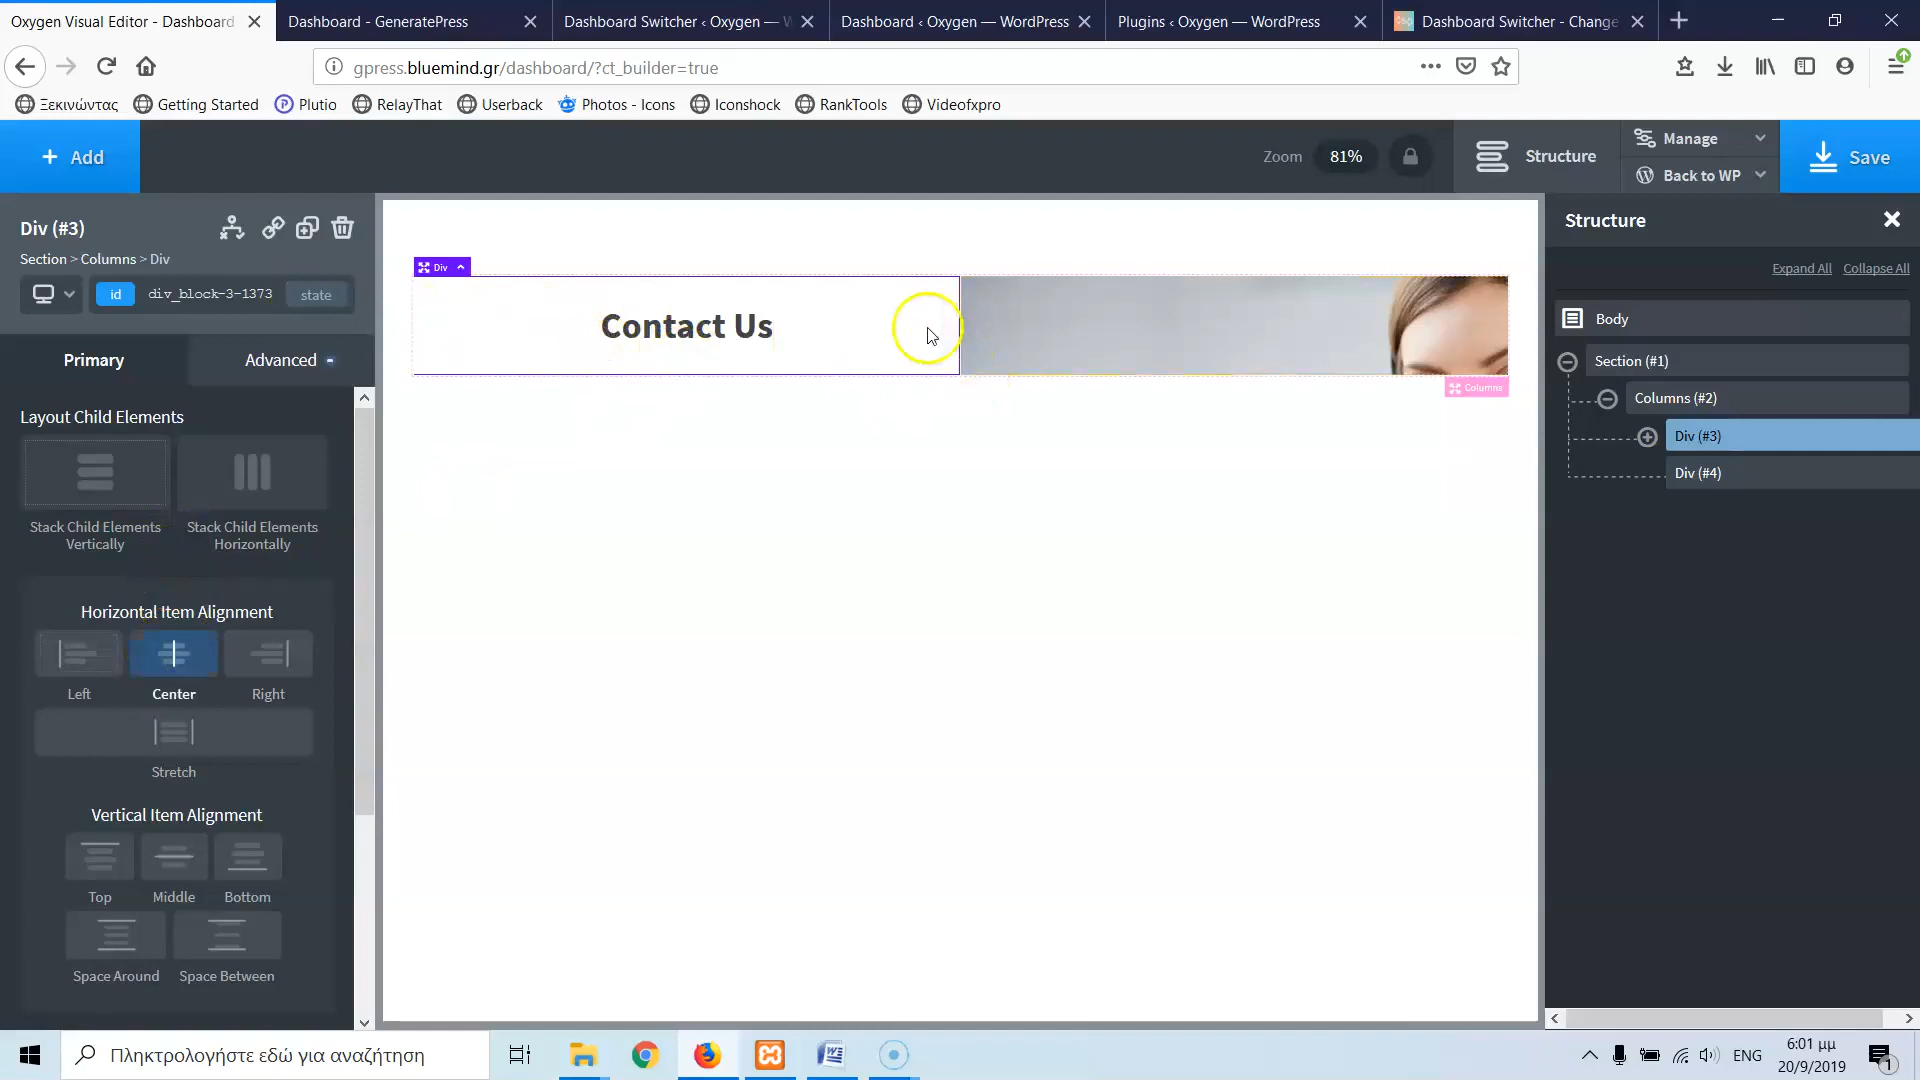 Oxygen Visual Editor - Dashboard
Dashboard - GeneratePress
Dashboard Switcher ‹ Oxygen — W
Dashboard ‹ Oxygen — WordPress
Plugins ‹ Oxygen — WordPress
Dashboard Switcher - Change
gpress.bluemind.gr/dashboard/?ct_builder=true
Ξεκινώντας
Getting Started
Plutio
RelayThat
Userback
Photos - Icons
Iconshock
RankTools
Videofxpro
+ Add
Zoom
81%
Structure
Manage
Back to WP
Save
Div (#3)
Section > Columns > Div
id
div_block-3-1373
state
Primary
Advanced
Layout Child Elements
Stack Child Elements Vertically
Stack Child Elements Horizontally
Horizontal Item Alignment
Left
Center
Right
Stretch
Vertical Item Alignment
Top
Middle
Bottom
Space Around
Space Between
Div
Contact Us
Columns
Structure
Expand All
Collapse All
Body
Section (#1)
Columns (#2)
Div (#3)
Div (#4)
Πληκτρολογήστε εδώ για αναζήτηση
ENG
6:01 μμ
20/9/2019
1